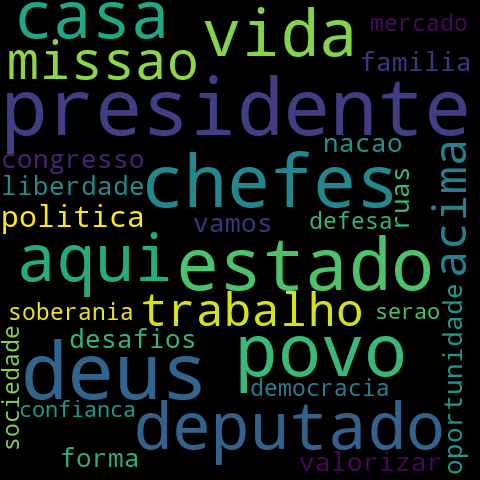 casa
vida
mercado
missao
familia
presidente
nacao
congresso
chefes
acima
liberdade
ruas
politica
vamos
defesa
aqui
estado
soberania
trabalho
serao
oportunidade
desafios
povo
sociedade
deus
democracia
confianca
deputado
forma
valorizar